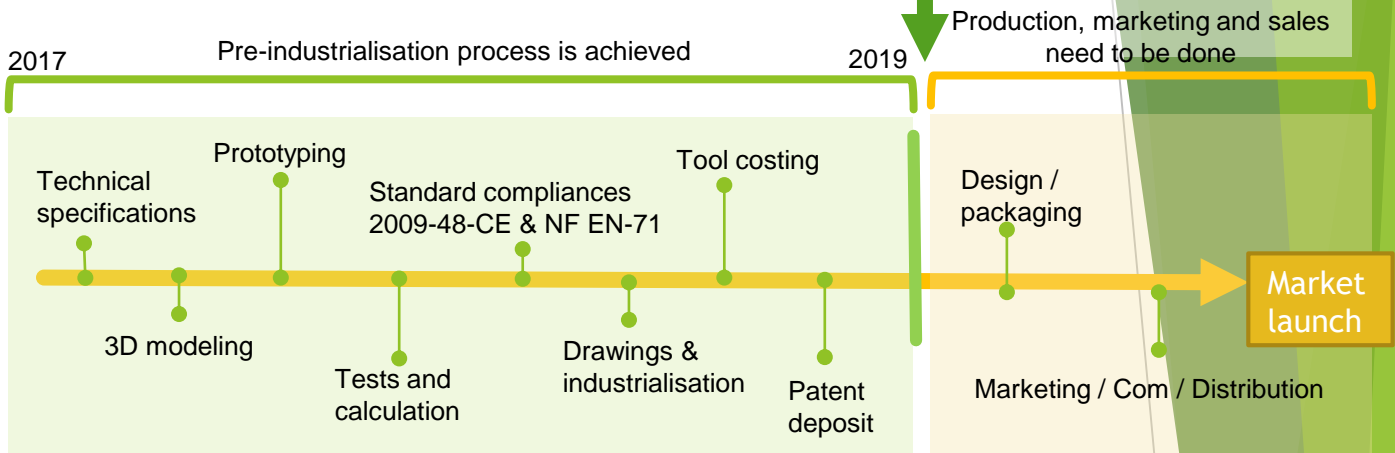 2017
Pre-industrialisation process is achieved
2019
Production, marketing and sales
need to be done
Technical
specifications
3D modeling
Prototyping
Tests and
calculation
Standard compliances
2009-48-CE & NF EN-71
Drawings &
industrialisation
Tool costing
Patent
deposit
Design /
packaging
Marketing / Com / Distribution
Market
launch